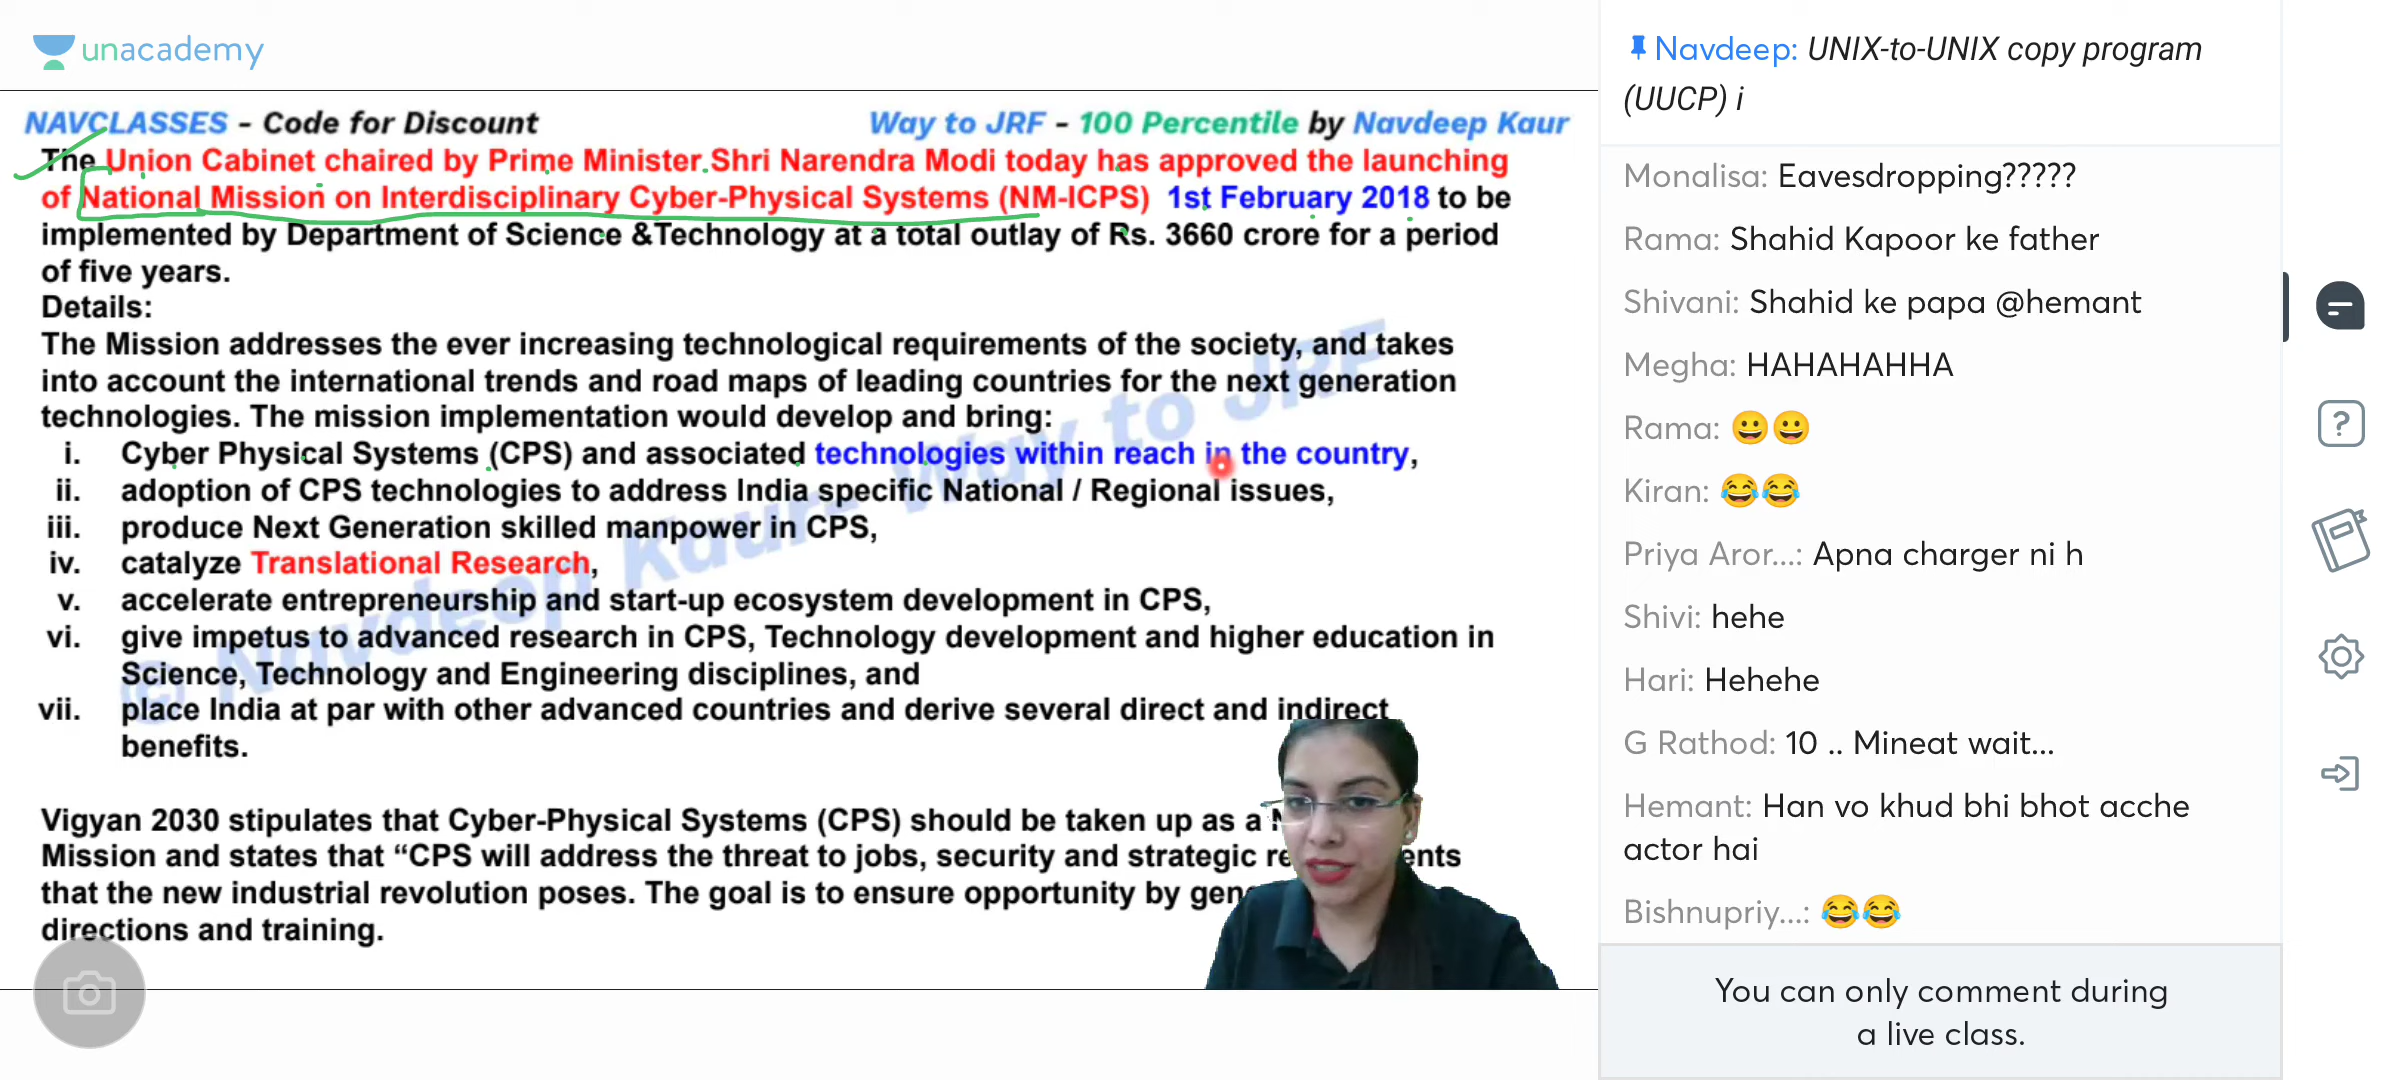 unacademy
NAVCLASSES - Code for Discount
Way to JRF - 100 Percentile by Navdeep Kaur
The Union Cabinet chaired by Prime Minister Shri Narendra Modi today has approved the launching
of National Mission on Interdisciplinary Cyber-Physical Systems (NM-ICPS) 1st February 2018 to be
implemented by Department of Science &Technology at a total outlay of Rs. 3660 crore for a period
of five years.
Details:
The Mission addresses the ever increasing technological requirements of the society, and takes
into account the international trends and road maps of leading countries for the next generation
technologies. The mission implementation would develop and bring:
i. Cyber Physical Systems (CPS) and associated technologies within reach in the country,
ii. adoption of CPS technologies to address India specific National / Regional issues,
iii. produce Next Generation skilled manpower in CPS,
iv. catalyze Translational Research,
v. accelerate entrepreneurship and start-up ecosystem development in CPS,
vi. give impetus to advanced research in CPS, Technology development and higher education in
Science, Technology and Engineering disciplines, and
vii. place India at par with other advanced countries and derive several direct and indirect
benefits.
Vigyan 2030 stipulates that Cyber-Physical Systems (CPS) should be taken up as a
Mission and states that “CPS will address the threat to jobs, security and strategic
that the new industrial revolution poses. The goal is to ensure opportunity by
directions and training.
© Navdeep Kaur- Way to JRF
Navdeep: UNIX-to-UNIX copy program
(UUCP) i
Monalisa: Eavesdropping?????
Rama: Shahid Kapoor ke father
Shivani: Shahid ke papa @hemant
Megha: HAHAHAHHA
Rama: 😀😀
Kiran: 😂😂
Priya Aror...: Apna charger ni h
Shivi: hehe
Hari: Hehehe
G Rathod: 10 .. Mineat wait...
Hemant: Han vo khud bhi bhot acche
actor hai
Bishnupriy...: 😂😂
You can only comment during
a live class.